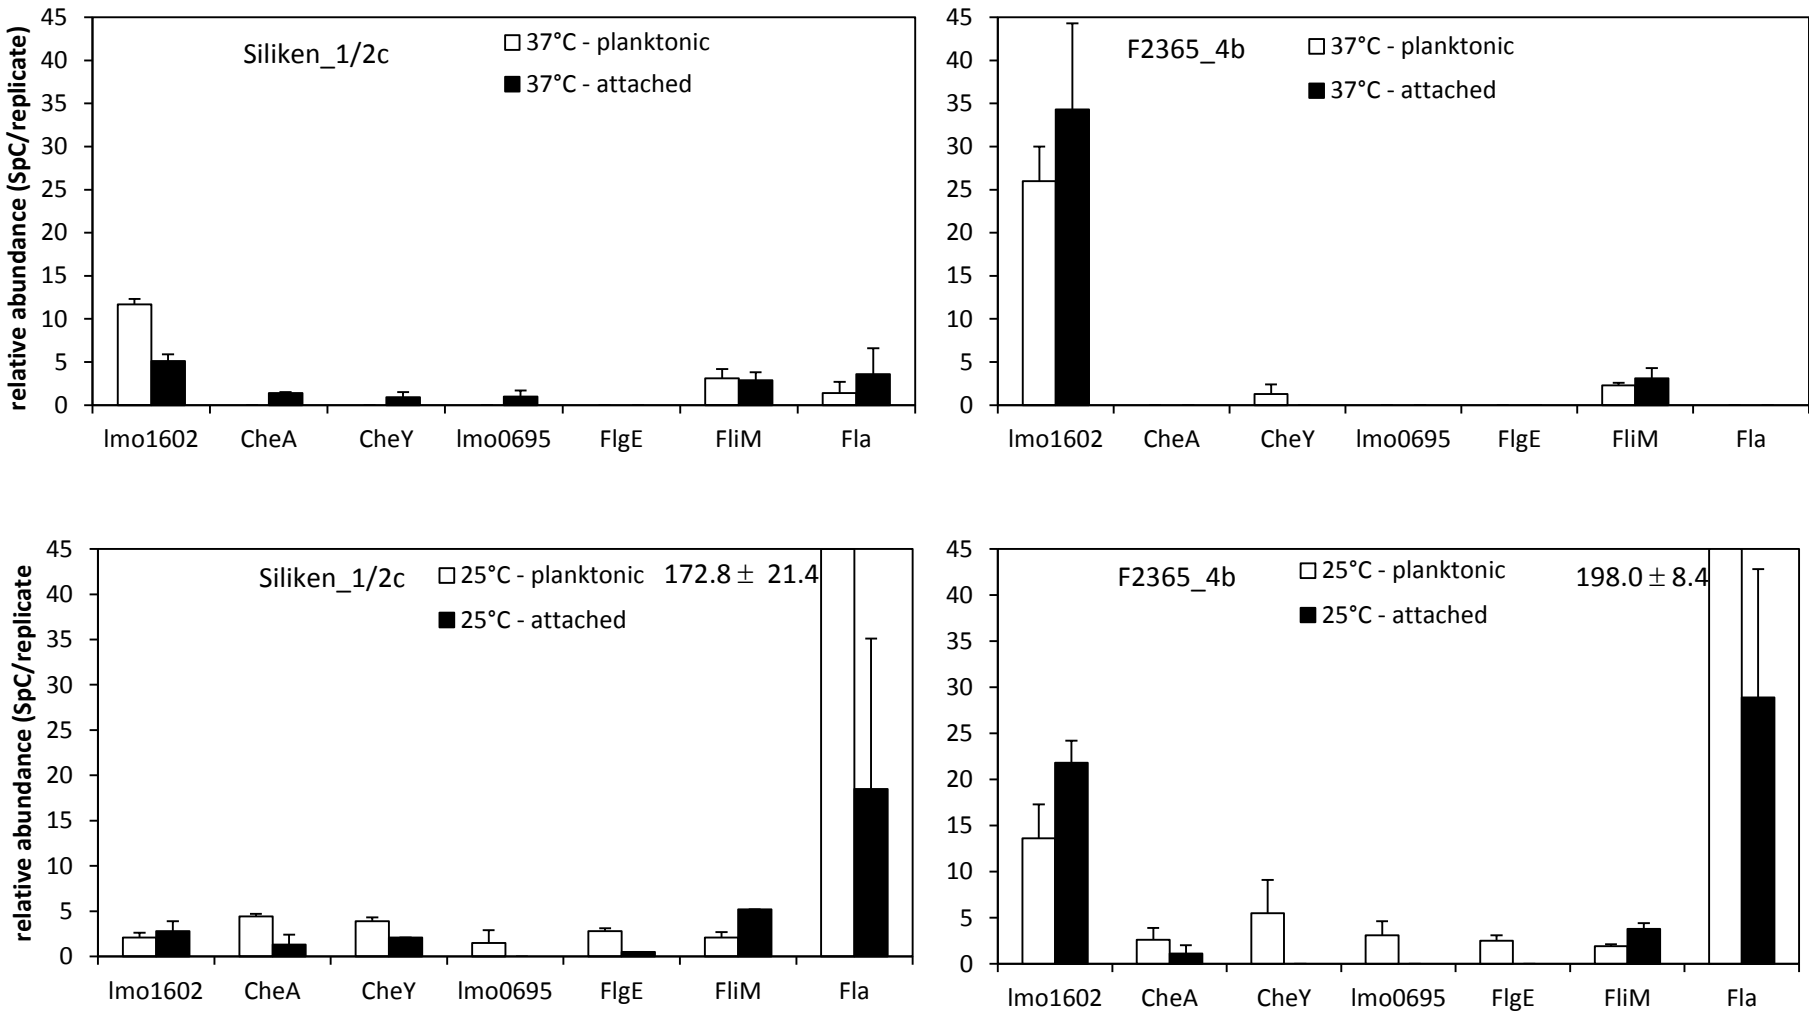 relative abundance (SpC/replicate)
45
40
35
30
25
20
15
10
5
0
Siliken_1/2c
37°C - planktonic
37°C - attached
lmo1602 CheA CheY lmo0695 FlgE FliM Fla
45
40
35
30
25
20
15
10
5
0
F2365_4b
37°C - planktonic
37°C - attached
lmo1602 CheA CheY lmo0695 FlgE FliM Fla
relative abundance (SpC/replicate
45
40
35
30
25
20
15
10
5
0
Siliken_1/2c
25°C - planktonic
25°C - attached
172.8 ± 21.4
lmo1602 CheA CheY lmo0695 FlgE FliM Fla
45
40
35
30
25
20
15
10
5
0
F2365_4b
25°C - planktonic
25°C - attached
198.0 ± 8.4
lmo1602 CheA CheY lmo0695 FlgE FliM Fla